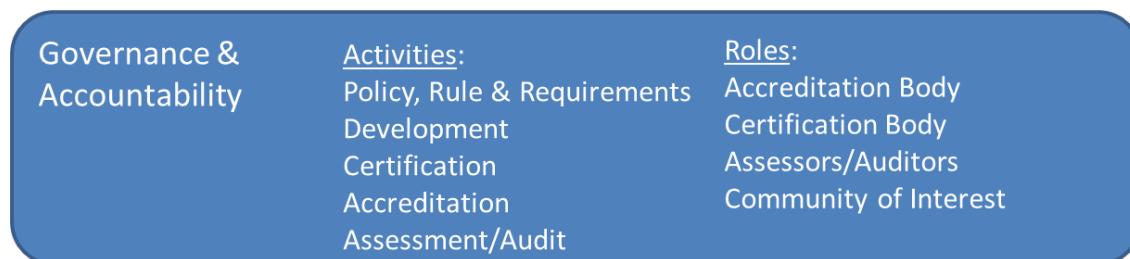 Governance &
Accountability
Activities:
Policy, Rule & Requirements
Development
Certification
Accreditation
Assessment/Audit
Roles:
Accreditation Body
Certification Body
Assessors/Auditors
Community of Interest